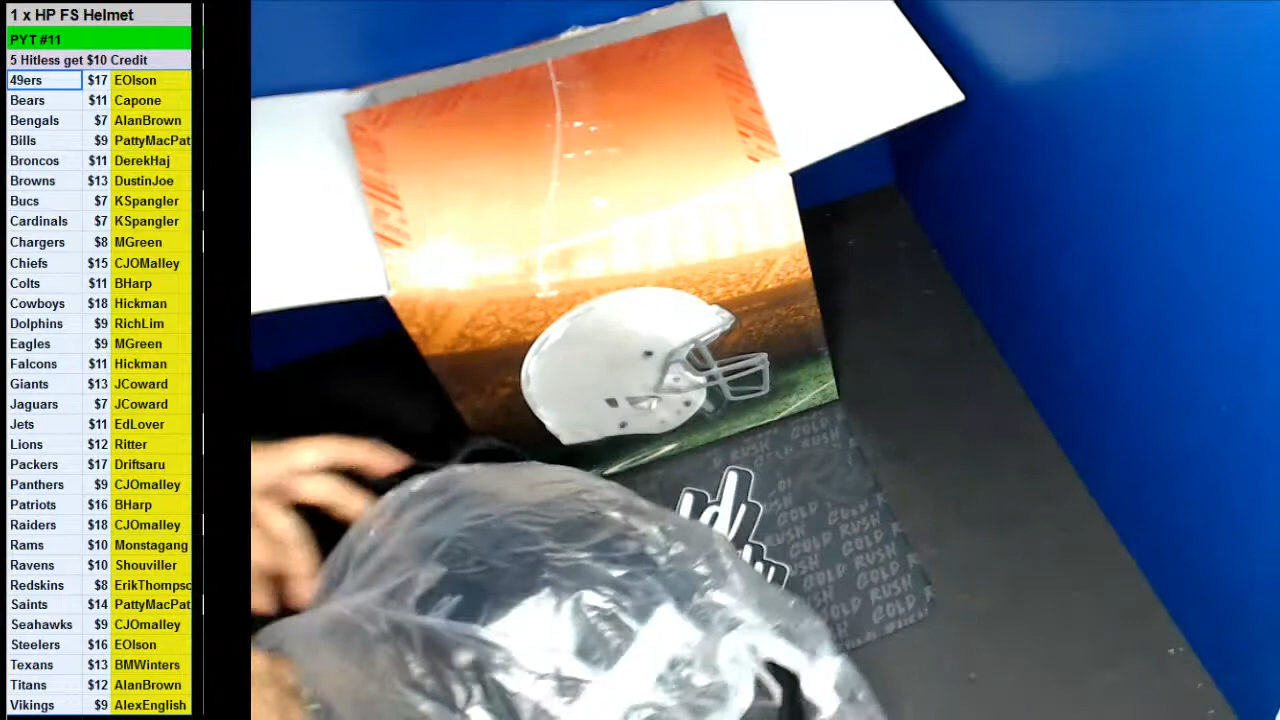 1 x HP FS Helmet
PYT #11
5 Hitless get $10 Credit
49ers $17 EOlson
Bears $11 Capone
Bengals $7 AlanBrown
Bills $9 PattyMacPat
Broncos $11 DerekHaj
Browns $13 DustinJoe
Bucs $7 KSpangler
Cardinals $7 KSpangler
Chargers $8 MGreen
Chiefs $15 CJOMalley
Colts $11 BHarp
Cowboys $18 Hickman
Dolphins $9 RichLim
Eagles $9 MGreen
Falcons $11 Hickman
Giants $13 JCoward
Jaguars $7 JCoward
Jets $11 EdLover
Lions $12 Ritter
Packers $17 Driftsaru
Panthers $9 CJOmalley
Patriots $16 BHarp
Raiders $18 CJOmalley
Rams $10 Monstagang
Ravens $10 Shouviller
Redskins $8 ErikThompso
Saints $14 PattyMacPat
Seahawks $9 CJOmalley
Steelers $16 EOlson
Texans $13 BMWinters
Titans $12 AlanBrown
Vikings $9 AlexEnglish
RUSH GOLD
GOLD RUSH
GOLD RUSH
GOLD RUSH
GOLD RUSH